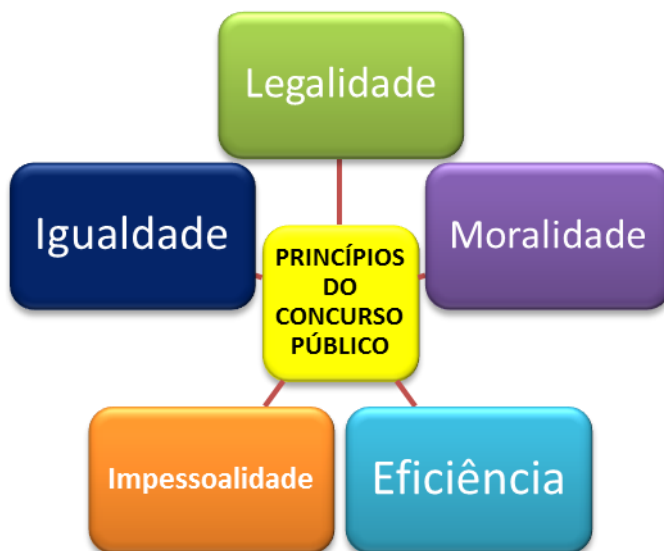 Legalidade
Igualdade
Moralidade
PRINCÍPIOS
DO
CONCURSO
PÚBLICO
Impessoalidade
Eficiência